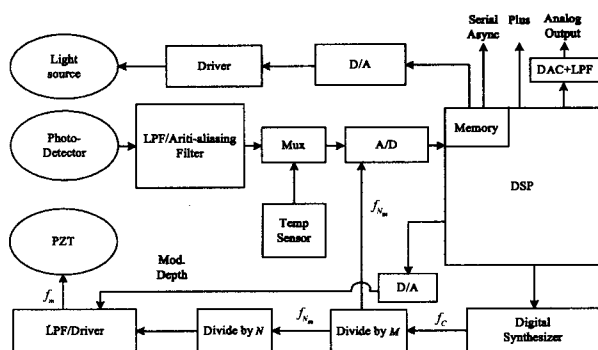 Serial
Async
Plus
Analog
Output
Light
source
Driver
D/A
DAC+LPF
Photo-
Detector
LPF/Ariti-aliasing
Filter
Mux
A/D
Memory
DSP
Temp
Sensor
f_{N_m}
PZT
Mod.
Depth
D/A
f_m
LPF/Driver
Divide by N
f_{N_m}
Divide by M
f_C
Digital
Synthesizer